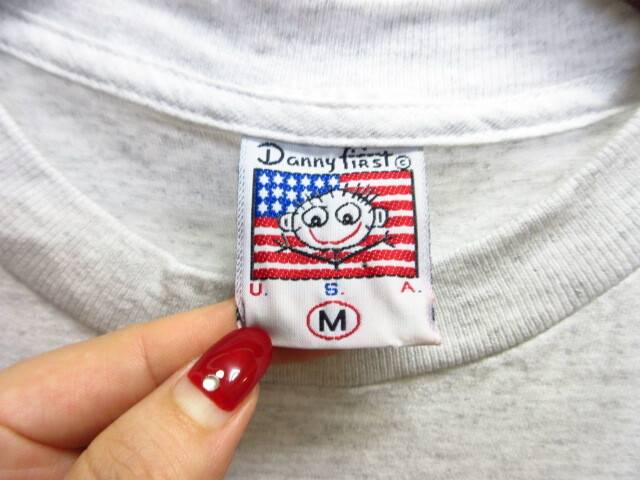 Danny first©
U. S. A.
M